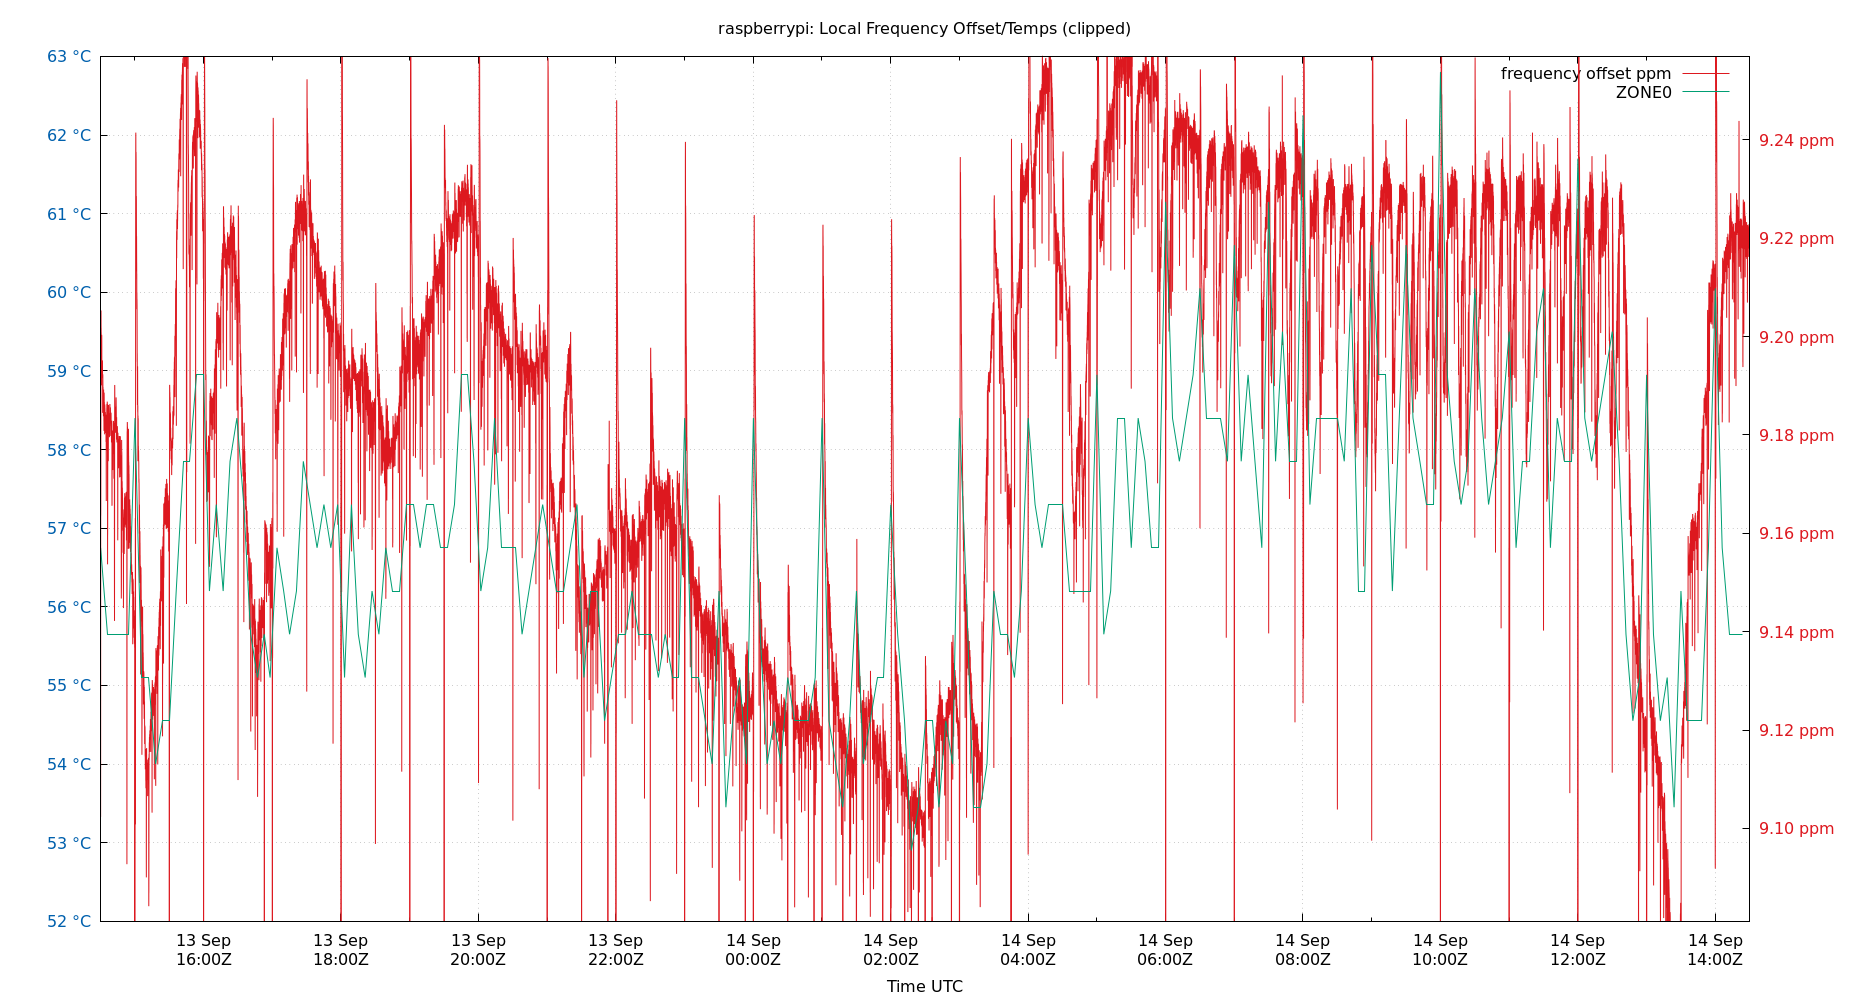 raspberrypi: Local Frequency Offset/Temps (clipped)
frequency offset ppm
ZONE0
63 °C
62 °C
61 °C
60 °C
59 °C
58 °C
57 °C
56 °C
55 °C
54 °C
53 °C
52 °C
9.24 ppm
9.22 ppm
9.20 ppm
9.18 ppm
9.16 ppm
9.14 ppm
9.12 ppm
9.10 ppm
13 Sep
16:00Z
13 Sep
18:00Z
13 Sep
20:00Z
13 Sep
22:00Z
14 Sep
00:00Z
14 Sep
02:00Z
14 Sep
04:00Z
14 Sep
06:00Z
14 Sep
08:00Z
14 Sep
10:00Z
14 Sep
12:00Z
14 Sep
14:00Z
Time UTC